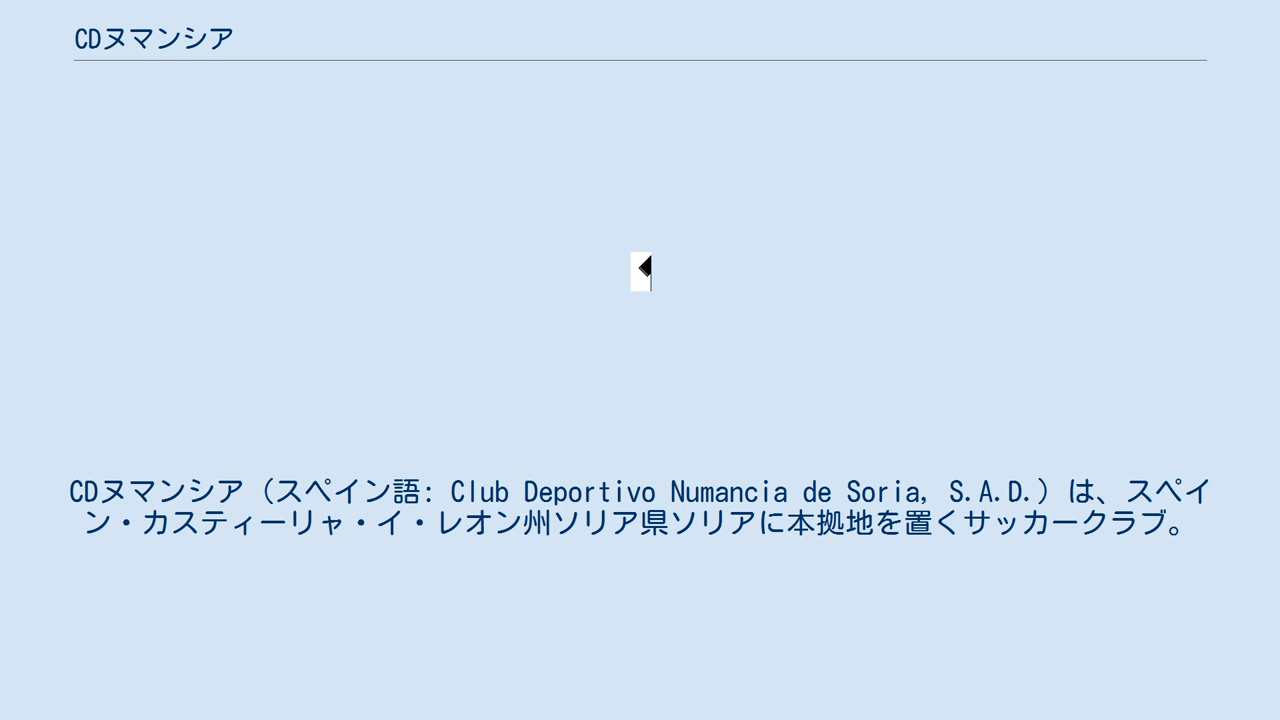 CDヌマンシア
CDヌマンシア（スペイン語: Club Deportivo Numancia de Soria, S.A.D.）は、スペイ
ン・カスティーリャ・イ・レオン州ソリア県ソリアに本拠地を置くサッカークラブ。